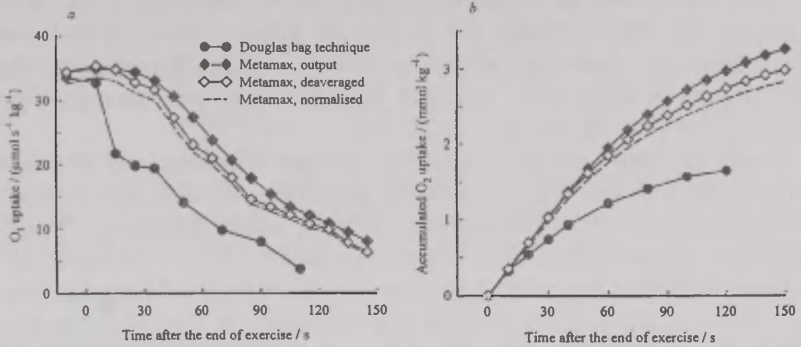 a
40
30
20
10
0
O₂ uptake / (µmol s⁻¹ kg⁻¹)
0 30 60 90 120 150
Time after the end of exercise / s
Douglas bag technique
Metamax, output
Metamax, deaveraged
Metamax, normalised
b
3
2
1
0
Accumulated O₂ uptake / (mmol kg⁻¹)
0 30 60 90 120 150
Time after the end of exercise / s